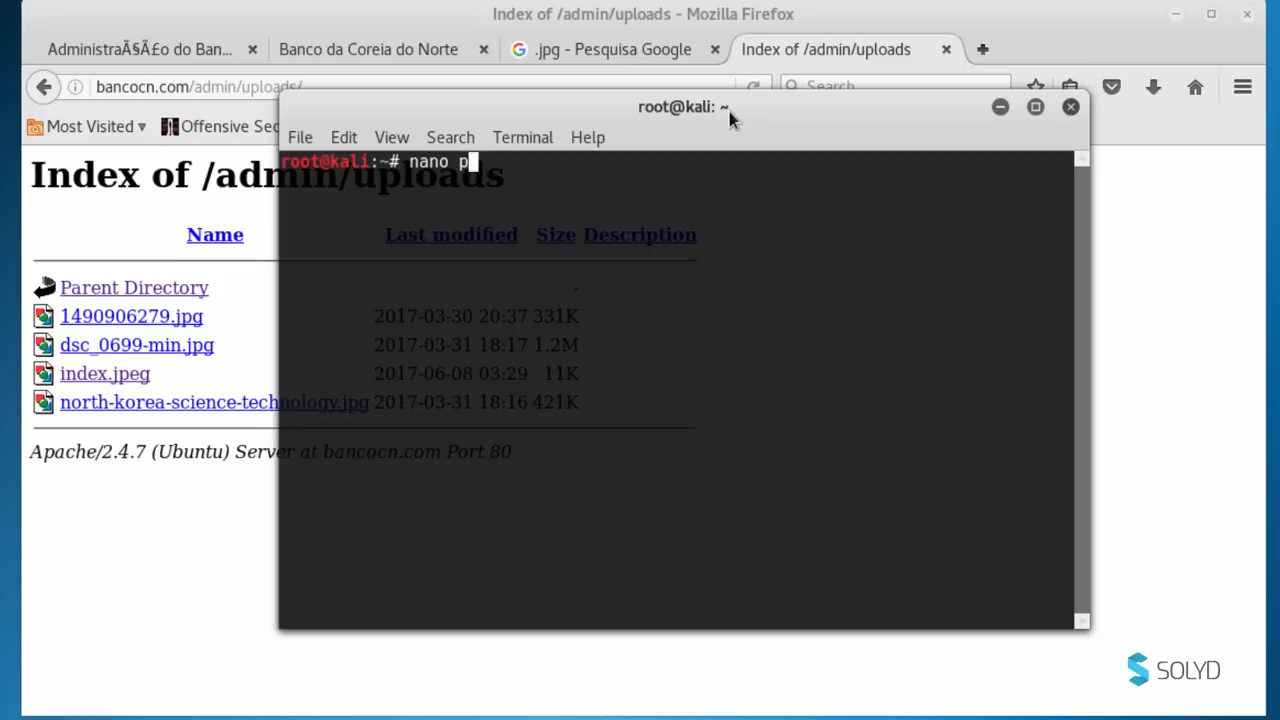 Index of /admin/uploads - Mozilla Firefox
AdministraÃ§Ã£o do Ban...
Banco da Coreia do Norte
.jpg - Pesquisa Google
Index of /admin/uploads
bancocn.com/admin/uploads/
Search
Most Visited
Offensive Sec
root@kali: ~
File Edit View Search Terminal Help
root@kali:~# nano p
Index of /admin/uploads
Name Last modified Size Description
Parent Directory -
1490906279.jpg 2017-03-30 20:37 331K
dsc_0699-min.jpg 2017-03-31 18:17 1.2M
index.jpeg 2017-06-08 03:29 11K
north-korea-science-technology.jpg 2017-03-31 18:16 421K
Apache/2.4.7 (Ubuntu) Server at bancocn.com Port 80
SOLYD